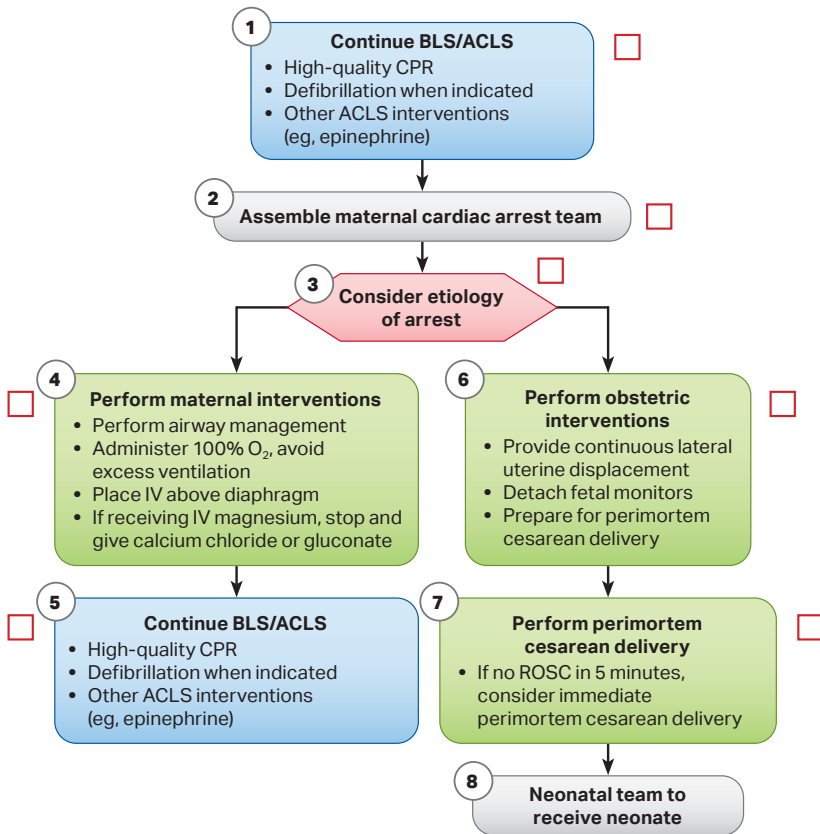 1
Continue BLS/ACLS
• High-quality CPR
• Defibrillation when indicated
• Other ACLS interventions
(eg, epinephrine)
2
Assemble maternal cardiac arrest team
3
Consider etiology
of arrest
4
Perform maternal interventions
• Perform airway management
• Administer 100% O₂, avoid
excess ventilation
• Place IV above diaphragm
• If receiving IV magnesium, stop and
give calcium chloride or gluconate
5
Continue BLS/ACLS
• High-quality CPR
• Defibrillation when indicated
• Other ACLS interventions
(eg, epinephrine)
6
Perform obstetric
interventions
• Provide continuous lateral
uterine displacement
• Detach fetal monitors
• Prepare for perimortem
cesarean delivery
7
Perform perimortem
cesarean delivery
• If no ROSC in 5 minutes,
consider immediate
perimortem cesarean delivery
8
Neonatal team to
receive neonate